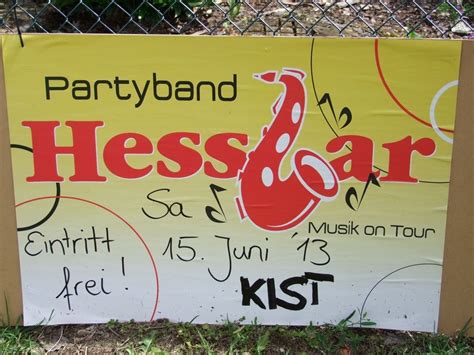 Partyband
Hessbar
Musik on Tour
Sa
15. Juni '13
Eintritt
frei!
KIST